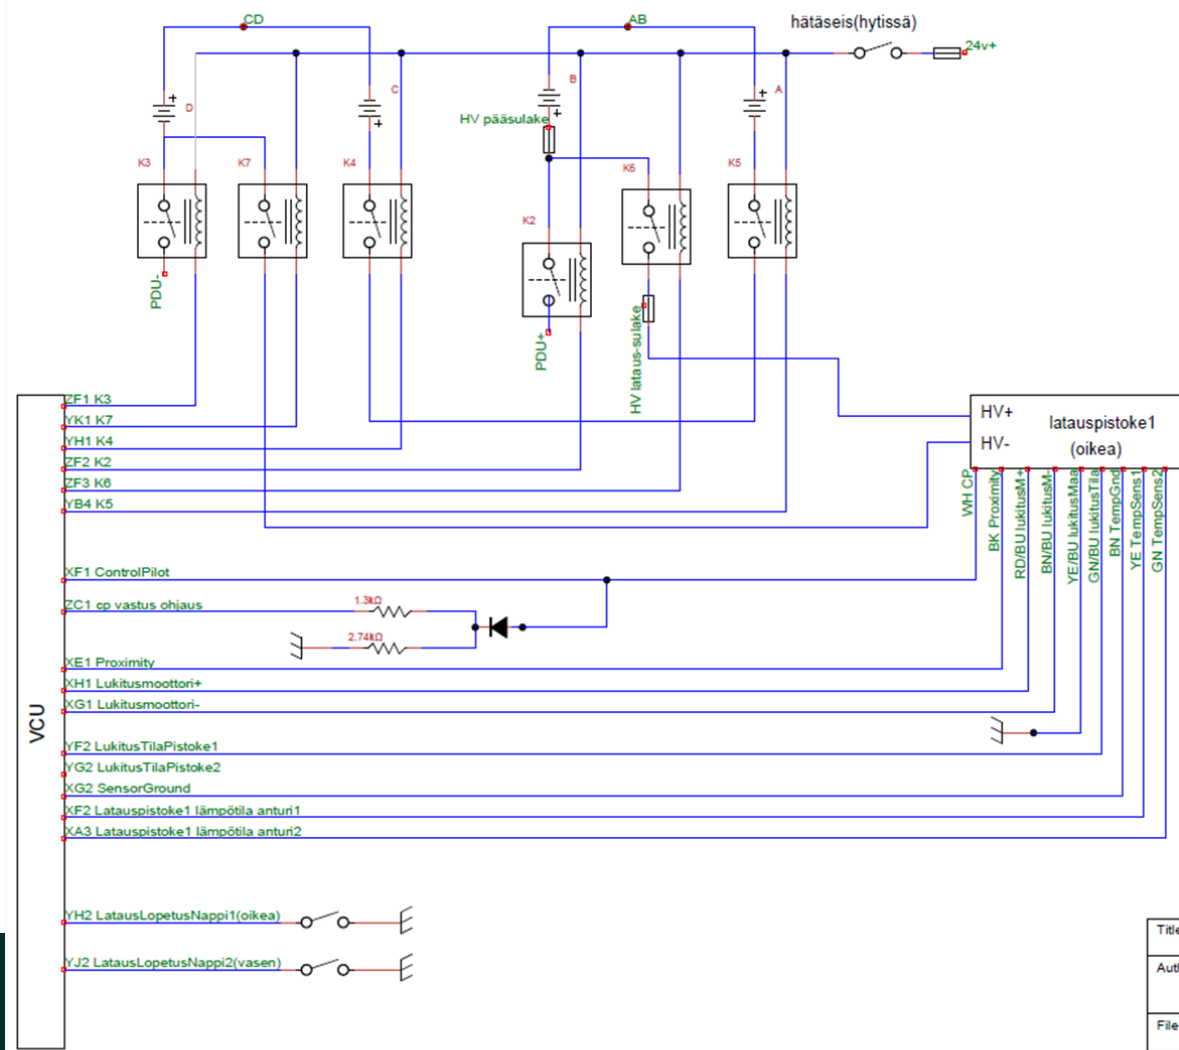 CD
AB
hätäseis(hytissä)
24v+
D
C
B
A
HV pääsulake
K3
K7
K4
K6
K5
K2
PDU-
PDU+
HV lataus-sulake
ZF1 K3
YK1 K7
YH1 K4
ZF2 K2
ZF3 K6
YB4 K5
HV+
HV-
latauspistoke1
(oikea)
WH CP
BK Proximity
RD/BU lukitusM+
BN/BU lukitusM-
YE/BU lukitusMaa
GN/BU lukitusTila
BN TempGnd
YE TempSens1
GN TempSens2
XF1 ControlPilot
ZC1 cp vastus ohjaus
1.3kΩ
2.74kΩ
XE1 Proximity
XH1 Lukitusmoottori+
XG1 Lukitusmoottori-
VCU
YF2 LukitusTilaPistoke1
YG2 LukitusTilaPistoke2
XG2 SensorGround
XF2 Latauspistoke1 lämpötila anturi1
XA3 Latauspistoke1 lämpötila anturi2
YH2 LatausLopetusNappi1(oikea)
YJ2 LatausLopetusNappi2(vasen)
+
+
+
+
File